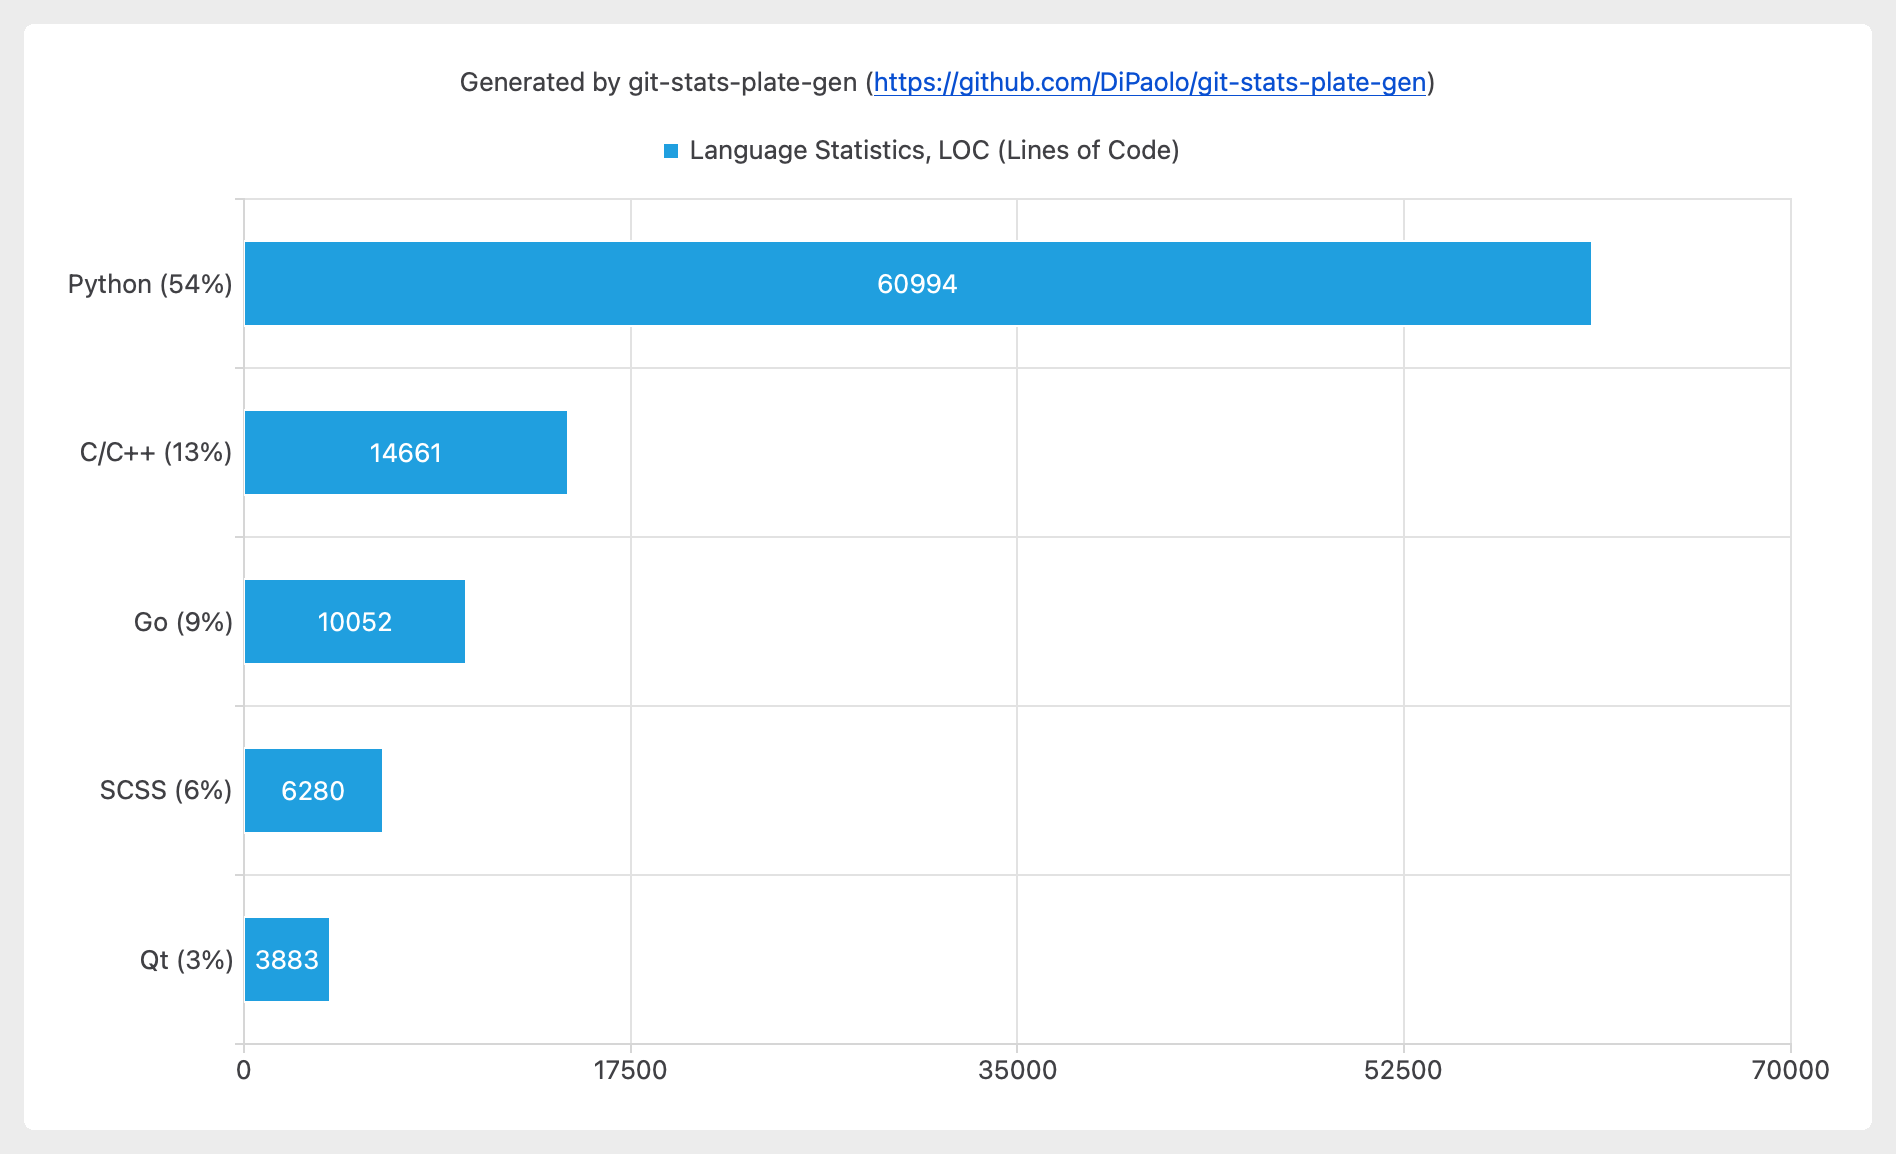 Generated by git-stats-plate-gen (https://github.com/DiPaolo/git-stats-plate-gen)
Language Statistics, LOC (Lines of Code)
Python (54%) 60994
C/C++ (13%) 14661
Go (9%) 10052
SCSS (6%) 6280
Qt (3%) 3883
0 17500 35000 52500 70000